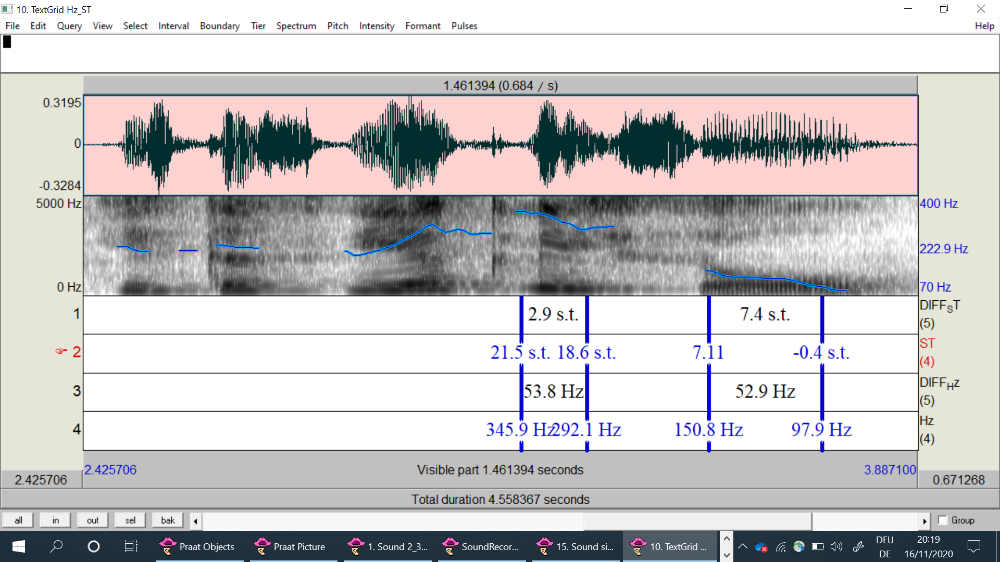 10. TextGrid Hz_ST
File Edit Query View Select Interval Boundary Tier Spectrum Pitch Intensity Formant Pulses Help
1.461394 (0.684 / s)
0.3195
0
-0.3284
5000 Hz 400 Hz
222.9 Hz
0 Hz 70 Hz
1 2.9 s.t. 7.4 s.t. DIFFST
(5)
2 21.5 s.t. 18.6 s.t. 7.11 -0.4 s.t. ST
(4)
3 53.8 Hz 52.9 Hz DIFFHz
(5)
4 345.9 Hz 292.1 Hz 150.8 Hz 97.9 Hz Hz
(4)
2.425706 Visible part 1.461394 seconds 3.887100
2.425706 0.671268
Total duration 4.558367 seconds
all in out sel bak Group
Praat Objects Praat Picture 1. Sound 2_3... SoundRecor... 15. Sound si... 10. TextGrid ... DEU 20:19
DE 16/11/2020